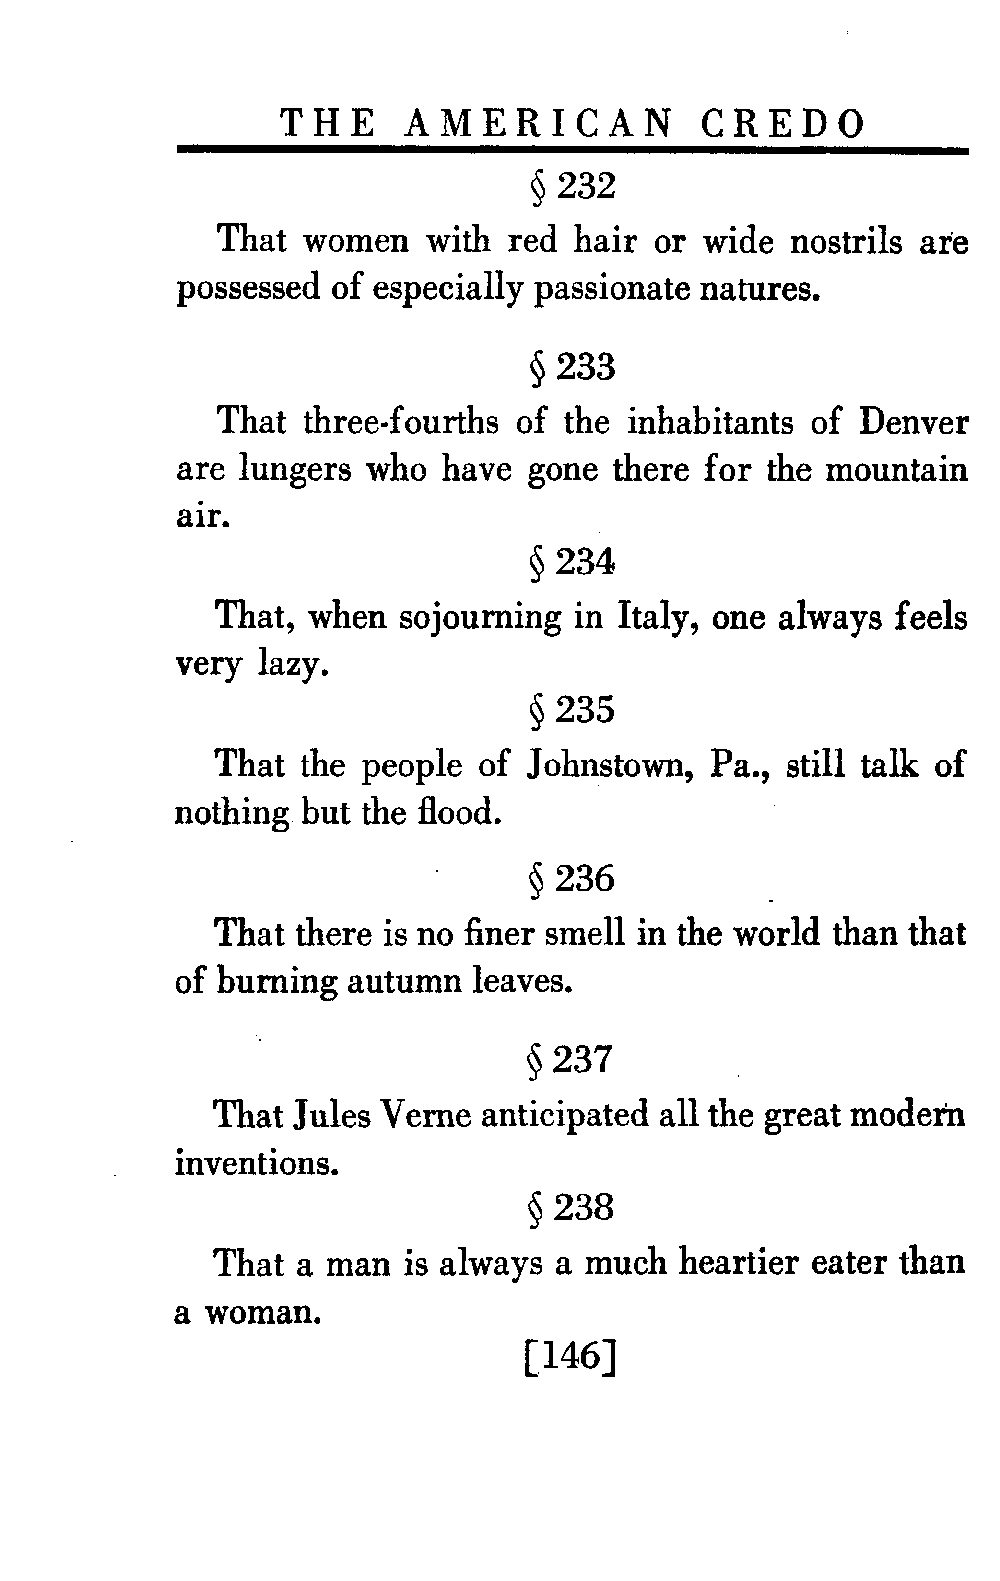 THE AMERICAN CREDO
§ 232
That women with red hair or wide nostrils are
possessed of especially passionate natures.
§ 233
That three-fourths of the inhabitants of Denver
are lungers who have gone there for the mountain
air.
§ 234
That, when sojourning in Italy, one always feels
very lazy.
§ 235
That the people of Johnstown, Pa., still talk of
nothing but the flood.
§ 236
That there is no finer smell in the world than that
of burning autumn leaves.
§ 237
That Jules Verne anticipated all the great modern
inventions.
§ 238
That a man is always a much heartier eater than
a woman.
[146]